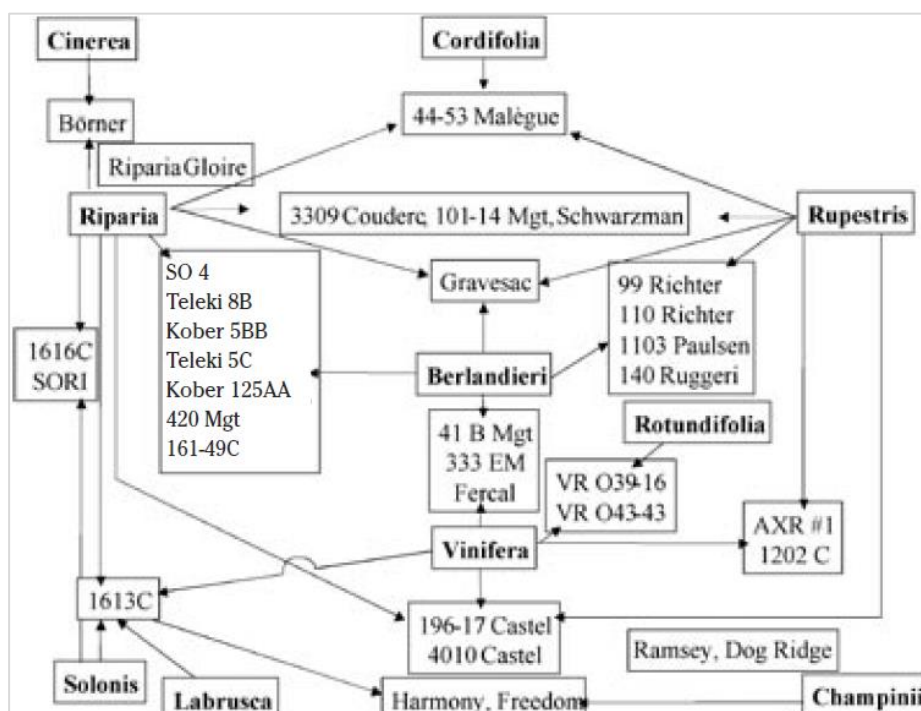 Cinerea
Cordifolia
Börner
44-53 Malègue
Riparia Gloire
Riparia
3309 Couderc, 101-14 Mgt, Schwarzman
Rupestris
SO 4
Teleki 8B
Kober 5BB
Teleki 5C
Kober 125AA
420 Mgt
161-49C
Gravesac
99 Richter
110 Richter
1103 Paulsen
140 Ruggeri
1616C
SORI
Berlandieri
41 B Mgt
333 EM
Fercal
Rotundifolia
VR O39-16
VR O43-43
AXR #1
1202 C
Vinifera
1613C
196-17 Castel
4010 Castel
Ramsey, Dog Ridge
Solonis
Labrusca
Harmony, Freedom
Champinii